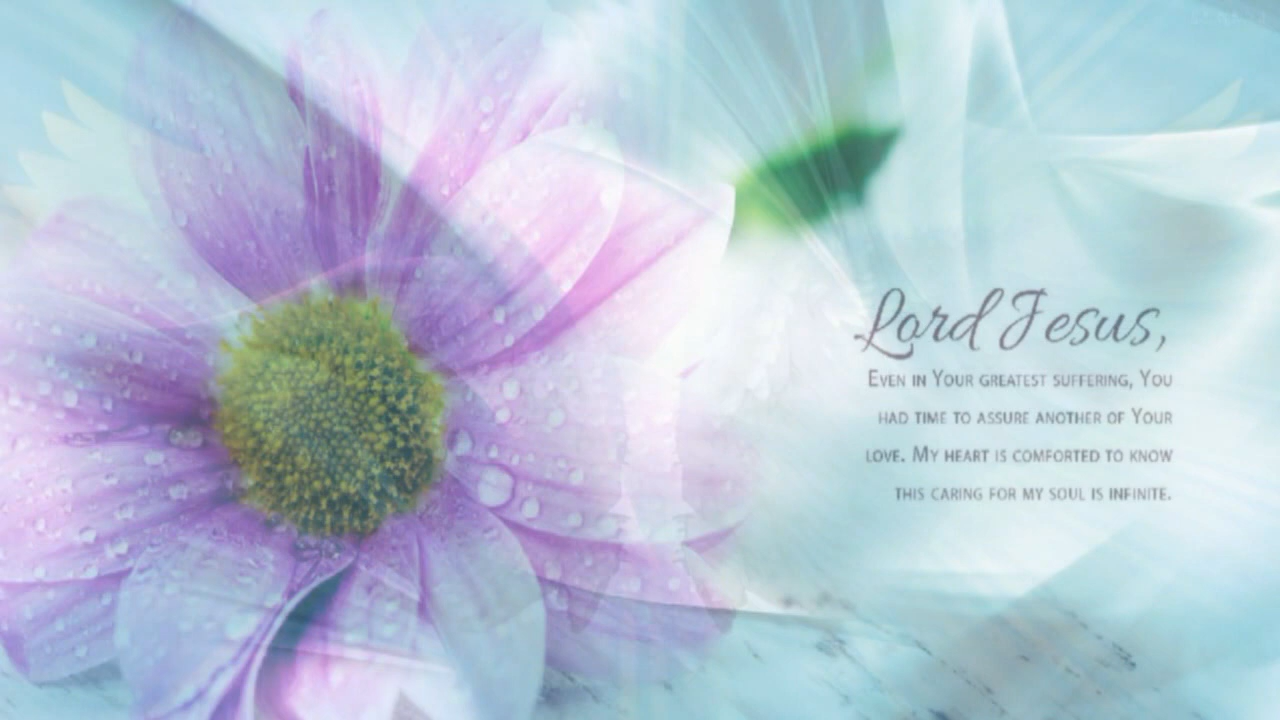 Lord Jesus,
Even in Your greatest suffering, You
had time to assure another of Your
love. My heart is comforted to know
this caring for my soul is infinite.